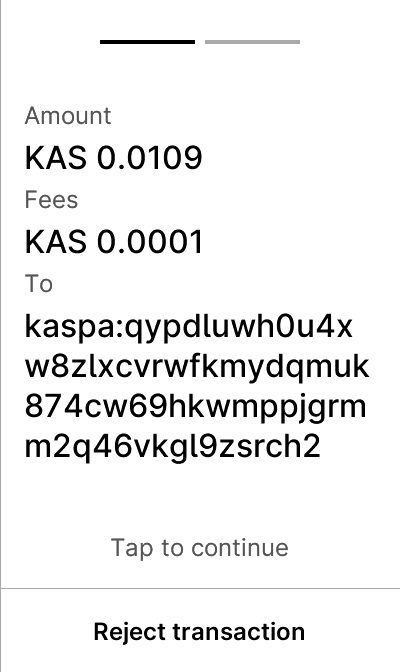 Amount
KAS 0.0109
Fees
KAS 0.0001
To
kaspa:qypdluwh0u4x
w8zlxcvrwfkmydqmuk
874cw69hkwmppjgrm
m2q46vkgl9zsrch2
Tap to continue
Reject transaction